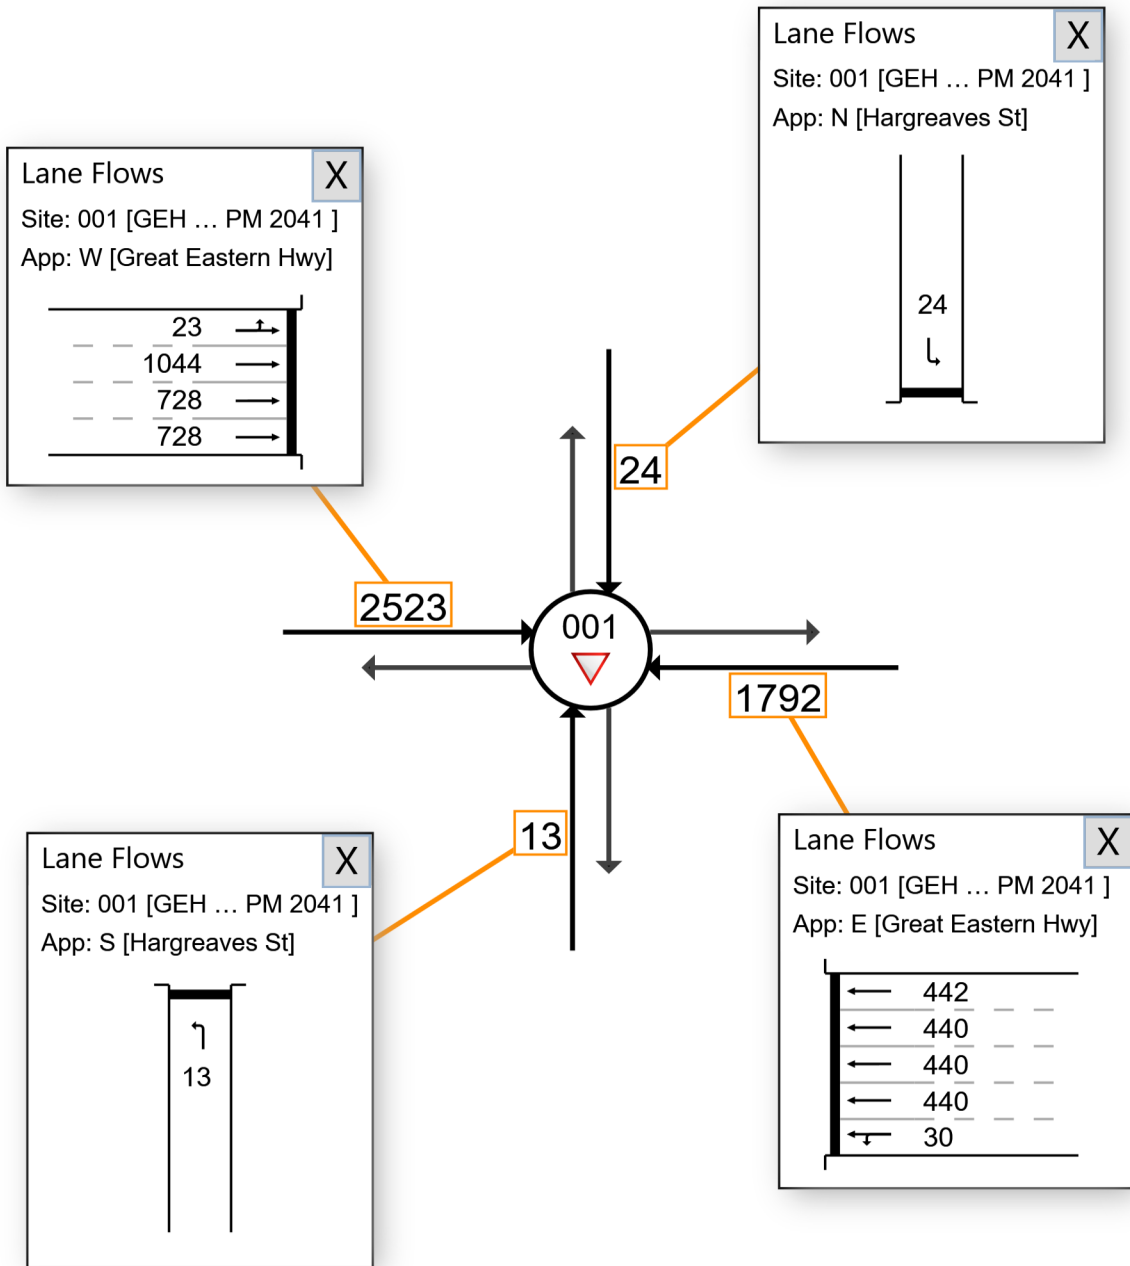 Lane Flows
X
Site: 001 [GEH ... PM 2041 ]
App: N [Hargreaves St]
24
Lane Flows
X
Site: 001 [GEH ... PM 2041 ]
App: W [Great Eastern Hwy]
23
1044
728
728
24
2523
001
1792
13
Lane Flows
X
Site: 001 [GEH ... PM 2041 ]
App: S [Hargreaves St]
13
Lane Flows
X
Site: 001 [GEH ... PM 2041 ]
App: E [Great Eastern Hwy]
442
440
440
440
30